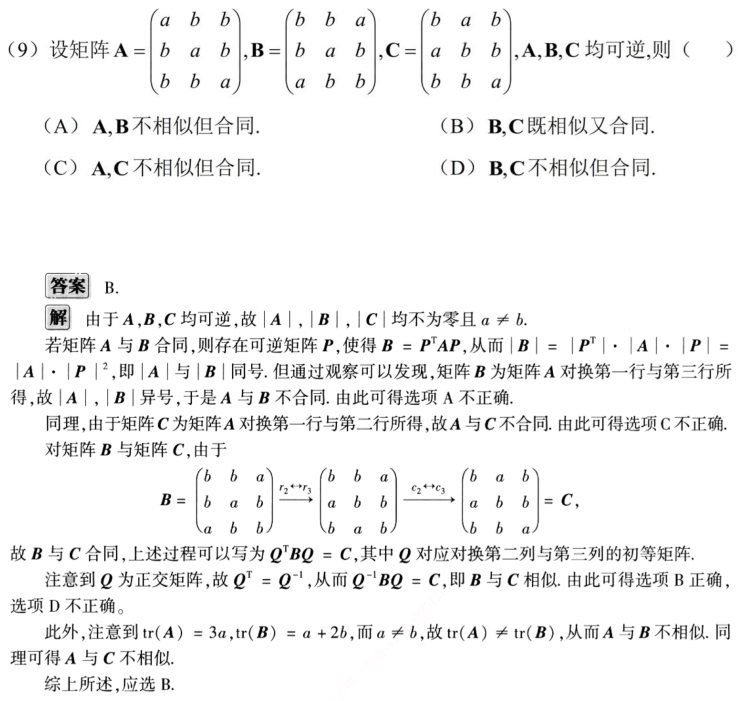 (9) 设矩阵 A = (a b b; b a b; b b a), B = (b b a; b a b; a b b), C = (b a b; a b b; b b a), A,B,C 均可逆,则 (  )
(A) A,B 不相似但合同. (B) B,C 既相似又合同.
(C) A,C 不相似但合同. (D) B,C 不相似但合同.
答案 B.
解 由于 A,B,C 均可逆,故 |A|,|B|,|C| 均不为零且 a ≠ b.
若矩阵 A 与 B 合同,则存在可逆矩阵 P,使得 B = PᵀAP,从而 |B| = |Pᵀ|·|A|·|P| =
|A|·|P|²,即 |A| 与 |B| 同号. 但通过观察可以发现,矩阵 B 为矩阵 A 对换第一行与第三行所
得,故 |A|,|B| 异号,于是 A 与 B 不合同. 由此可得选项 A 不正确.
同理,由于矩阵 C 为矩阵 A 对换第一行与第二行所得,故 A 与 C 不合同. 由此可得选项 C 不正确.
对矩阵 B 与矩阵 C,由于
B = (b b a; b a b; a b b) r₂↔r₃→ (b b a; a b b; b a b) c₂↔c₃→ (b a b; a b b; b b a) = C,
故 B 与 C 合同,上述过程可以写为 QᵀBQ = C,其中 Q 对应对换第二列与第三列的初等矩阵.
注意到 Q 为正交矩阵,故 Qᵀ = Q⁻¹,从而 Q⁻¹BQ = C,即 B 与 C 相似. 由此可得选项 B 正确,
选项 D 不正确。
此外,注意到 tr(A) = 3a,tr(B) = a + 2b,而 a ≠ b,故 tr(A) ≠ tr(B),从而 A 与 B 不相似. 同
理可得 A 与 C 不相似.
综上所述,应选 B.